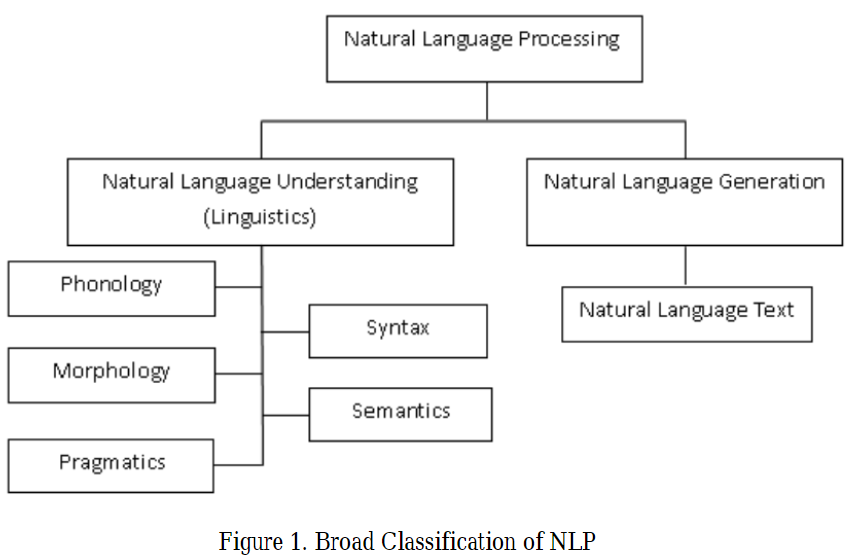 Natural Language Processing
Natural Language Understanding
(Linguistics)
Natural Language Generation
Phonology
Natural Language Text
Syntax
Morphology
Semantics
Pragmatics
Figure 1. Broad Classification of NLP